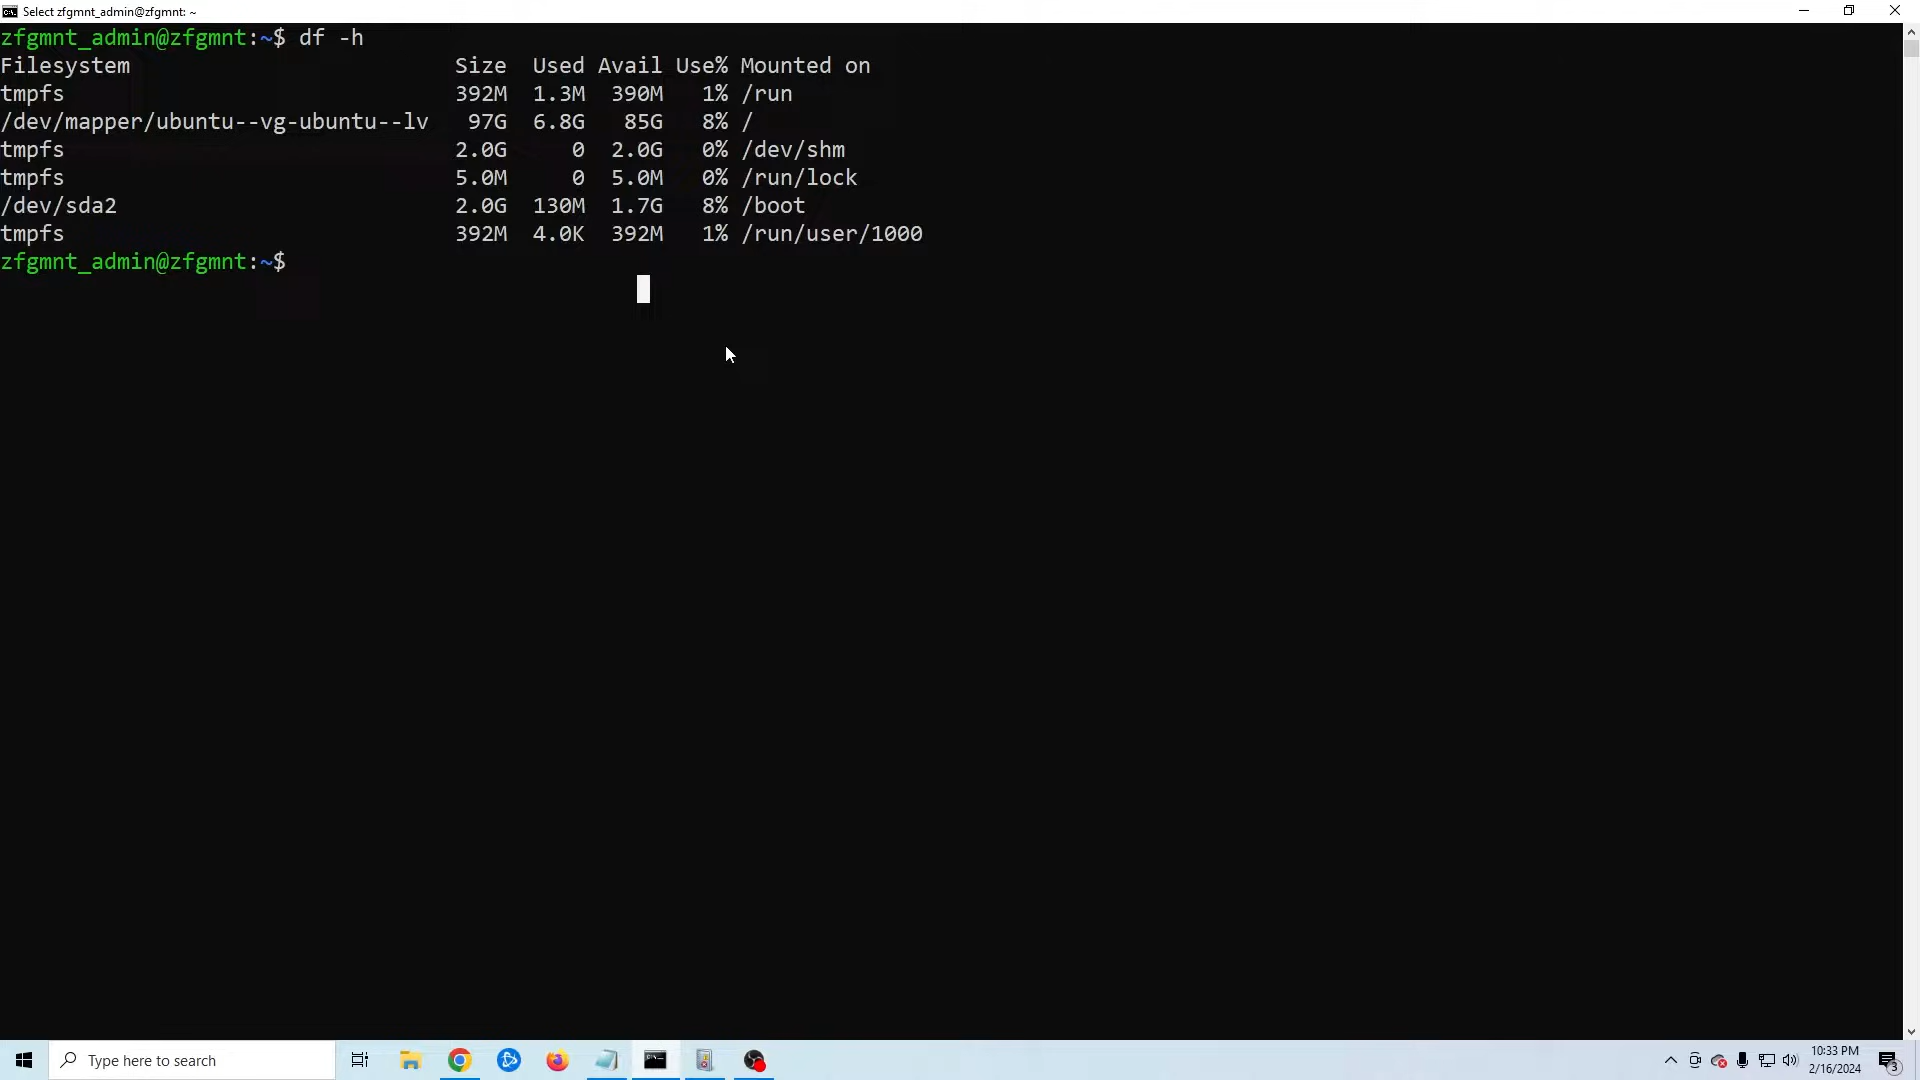 Select zfgmnt_admin@zfgmnt: ~
zfgmnt_admin@zfgmnt:~$ df -h
Filesystem                         Size  Used Avail Use% Mounted on
tmpfs                              392M  1.3M  390M   1% /run
/dev/mapper/ubuntu--vg-ubuntu--lv   97G  6.8G   85G   8% /
tmpfs                              2.0G     0  2.0G   0% /dev/shm
tmpfs                              5.0M     0  5.0M   0% /run/lock
/dev/sda2                          2.0G  130M  1.7G   8% /boot
tmpfs                              392M  4.0K  392M   1% /run/user/1000
zfgmnt_admin@zfgmnt:~$
Type here to search
10:33 PM
2/16/2024
3